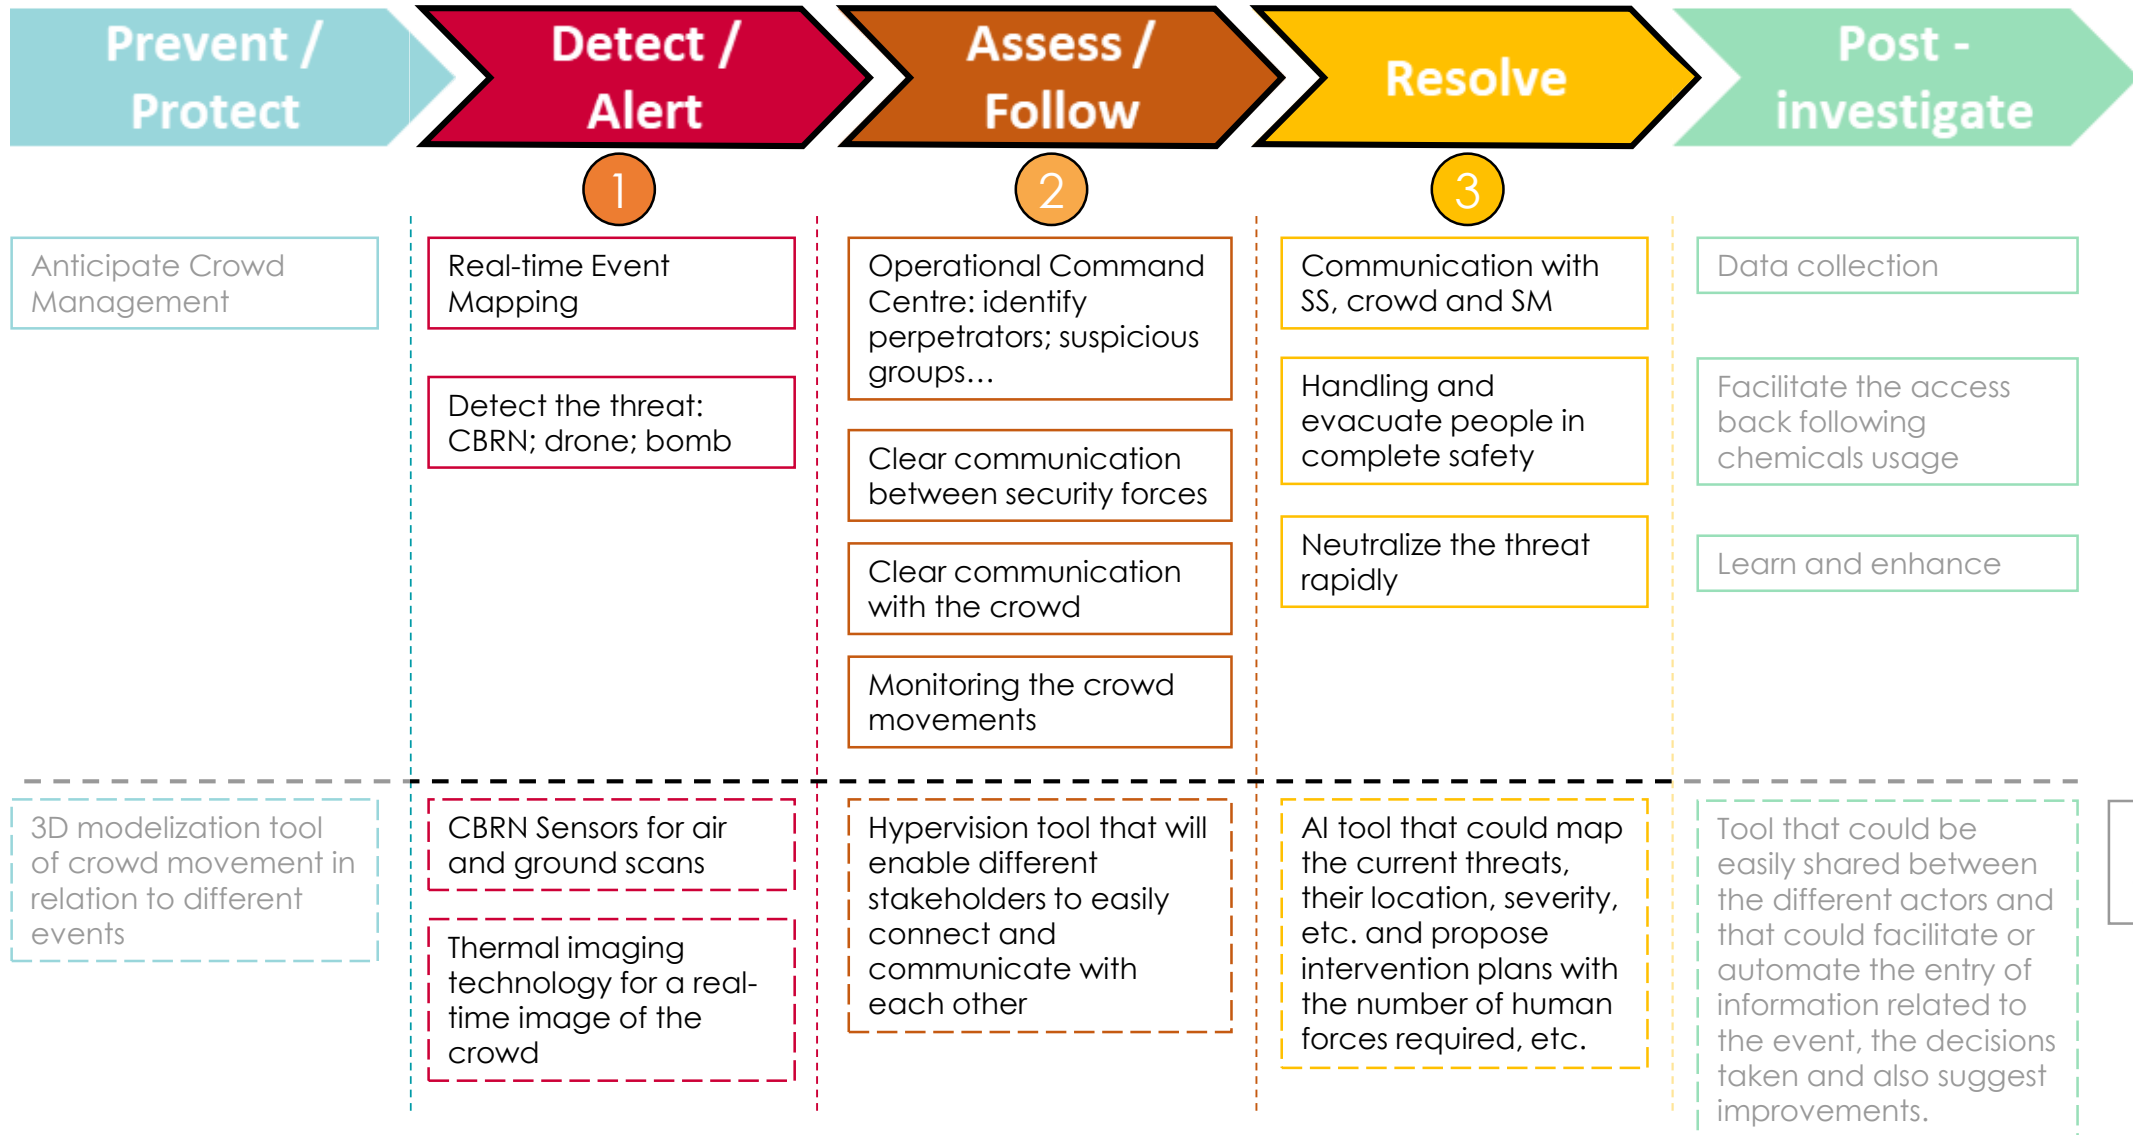 Prevent /
Protect
Detect /
Alert
Assess /
Follow
Resolve
Post -
investigate
1
2
3
Anticipate Crowd
Management
Real-time Event
Mapping
Detect the threat:
CBRN; drone; bomb
Operational Command
Centre: identify
perpetrators; suspicious
groups...
Clear communication
between security forces
Clear communication
with the crowd
Monitoring the crowd
movements
Communication with
SS, crowd and SM
Handling and
evacuate people in
complete safety
Neutralize the threat
rapidly
Data collection
Facilitate the access
back following
chemicals usage
Learn and enhance
3D modelization tool
of crowd movement in
relation to different
events
CBRN Sensors for air
and ground scans
Thermal imaging
technology for a real-
time image of the
crowd
Hypervision tool that will
enable different
stakeholders to easily
connect and
communicate with
each other
AI tool that could map
the current threats,
their location, severity,
etc. and propose
intervention plans with
the number of human
forces required, etc.
Tool that could be
easily shared between
the different actors and
that could facilitate or
automate the entry of
information related to
the event, the decisions
taken and also suggest
improvements.